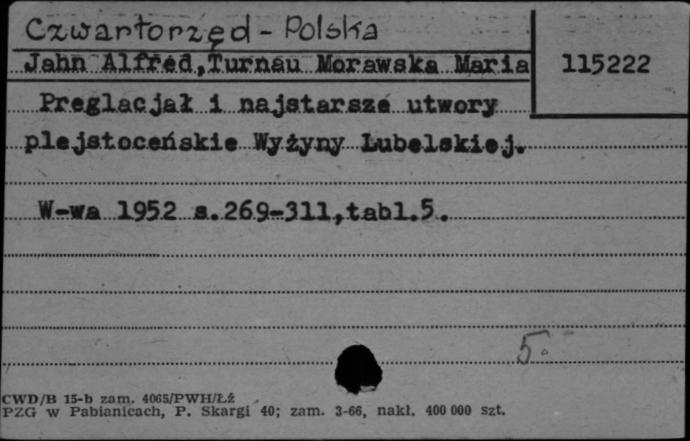 Czwartorzęd - Polska
Jahn Alfred, Turnau Morawska Maria
115222
Preglacjał i najstarsze utwory
plejstoceńskie Wyżyny Lubelskiej.
W-wa 1952 s.269-311,tabl.5.
5.
CWD/B 15-b zam. 4065/PWH/Łź
PZG w Pabianicach, P. Skargi 40; zam. 3-66, nakł. 400 000 szt.